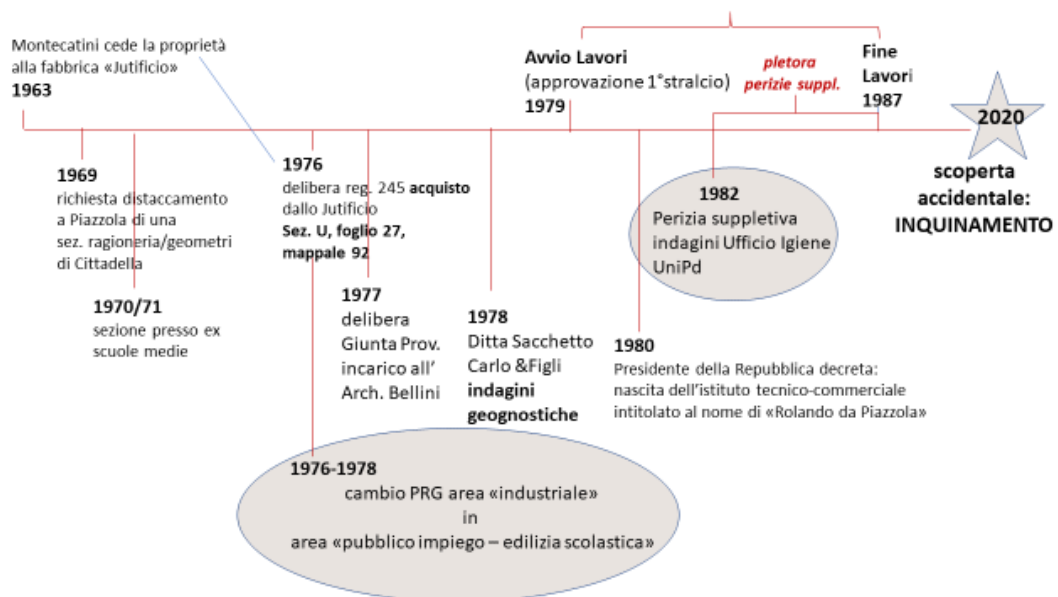 Montecatini cede la proprietà
alla fabbrica «Jutificio»
1963
Avvio Lavori
(approvazione 1°stralcio)
1979
pletora
perizie suppl.
Fine
Lavori
1987
2020
scoperta
accidentale:
INQUINAMENTO
1969
richiesta distaccamento
a Piazzola di una
sez. ragioneria/geometri
di Cittadella
1970/71
sezione presso ex
scuole medie
1976
delibera reg. 245 acquisto
dallo Jutificio
Sez. U, foglio 27,
mappale 92
1977
delibera
Giunta Prov.
incarico all’
Arch. Bellini
1978
Ditta Sacchetto
Carlo &Figli
indagini
geognostiche
1982
Perizia suppletiva
indagini Ufficio Igiene
UniPd
1980
Presidente della Repubblica decreta:
nascita dell’istituto tecnico-commerciale
intitolato al nome di «Rolando da Piazzola»
1976-1978
cambio PRG area «industriale»
in
area «pubblico impiego – edilizia scolastica»